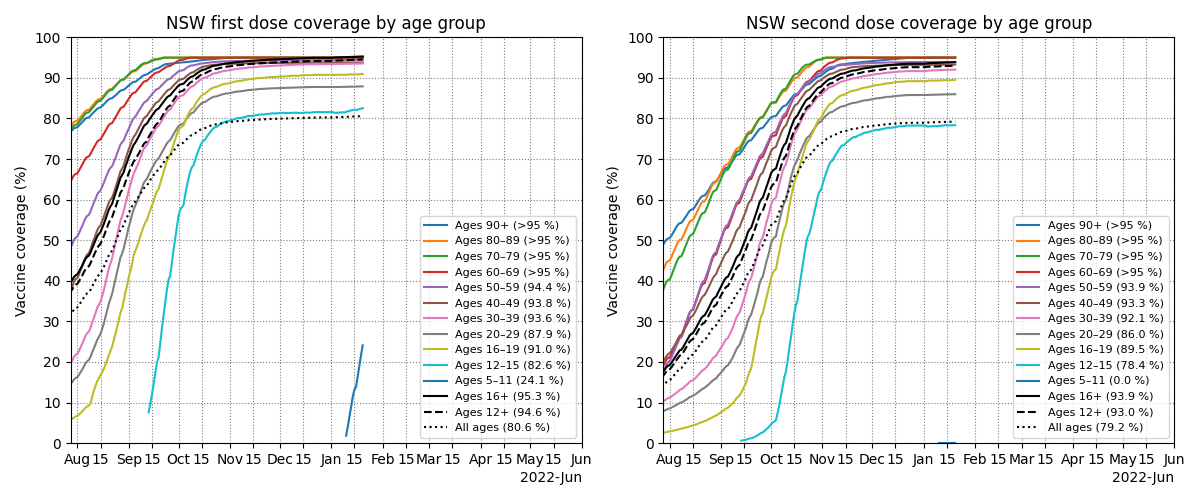 NSW first dose coverage by age group
Vaccine coverage (%)
100
90
80
70
60
50
40
30
20
10
0
Ages 90+ (>95 %)
Ages 80–89 (>95 %)
Ages 70–79 (>95 %)
Ages 60–69 (>95 %)
Ages 50–59 (94.4 %)
Ages 40–49 (93.8 %)
Ages 30–39 (93.6 %)
Ages 20–29 (87.9 %)
Ages 16–19 (91.0 %)
Ages 12–15 (82.6 %)
Ages 5–11 (24.1 %)
Ages 16+ (95.3 %)
Ages 12+ (94.6 %)
All ages (80.6 %)
Aug 15 Sep 15 Oct 15 Nov 15 Dec 15 Jan 15 Feb 15 Mar 15 Apr 15 May 15 Jun
2022-Jun
NSW second dose coverage by age group
Vaccine coverage (%)
100
90
80
70
60
50
40
30
20
10
0
Ages 90+ (>95 %)
Ages 80–89 (>95 %)
Ages 70–79 (>95 %)
Ages 60–69 (>95 %)
Ages 50–59 (93.9 %)
Ages 40–49 (93.3 %)
Ages 30–39 (92.1 %)
Ages 20–29 (86.0 %)
Ages 16–19 (89.5 %)
Ages 12–15 (78.4 %)
Ages 5–11 (0.0 %)
Ages 16+ (93.9 %)
Ages 12+ (93.0 %)
All ages (79.2 %)
Aug 15 Sep 15 Oct 15 Nov 15 Dec 15 Jan 15 Feb 15 Mar 15 Apr 15 May 15 Jun
2022-Jun